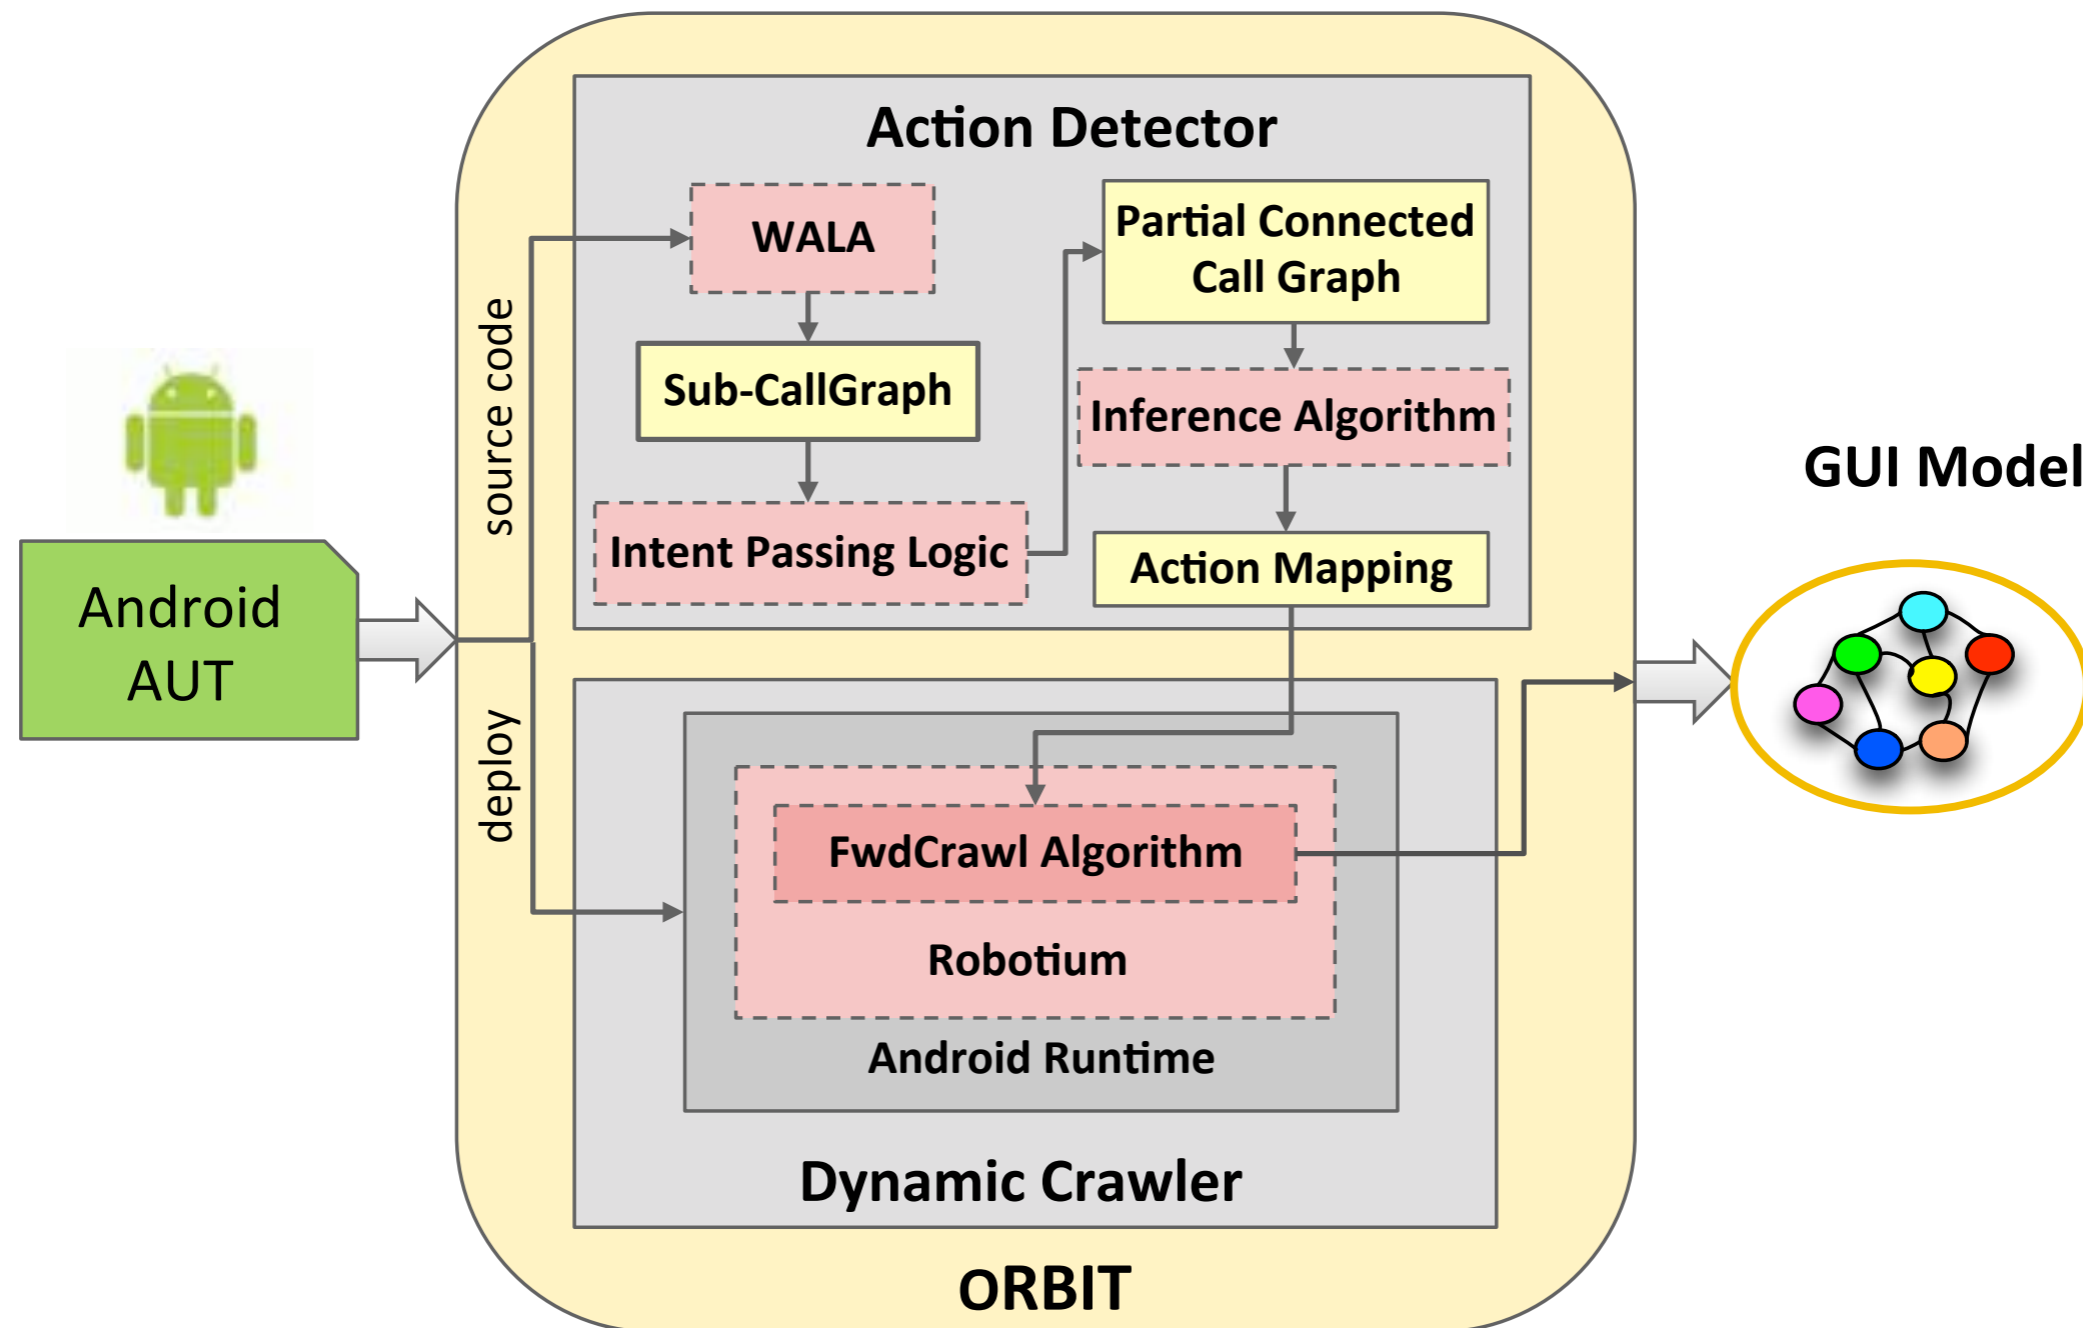 Action Detector
WALA
Partial Connected
Call Graph
Sub-CallGraph
Inference Algorithm
Intent Passing Logic
Action Mapping
source code
Android
AUT
deploy
FwdCrawl Algorithm
Robotium
Android Runtime
Dynamic Crawler
ORBIT
GUI Model